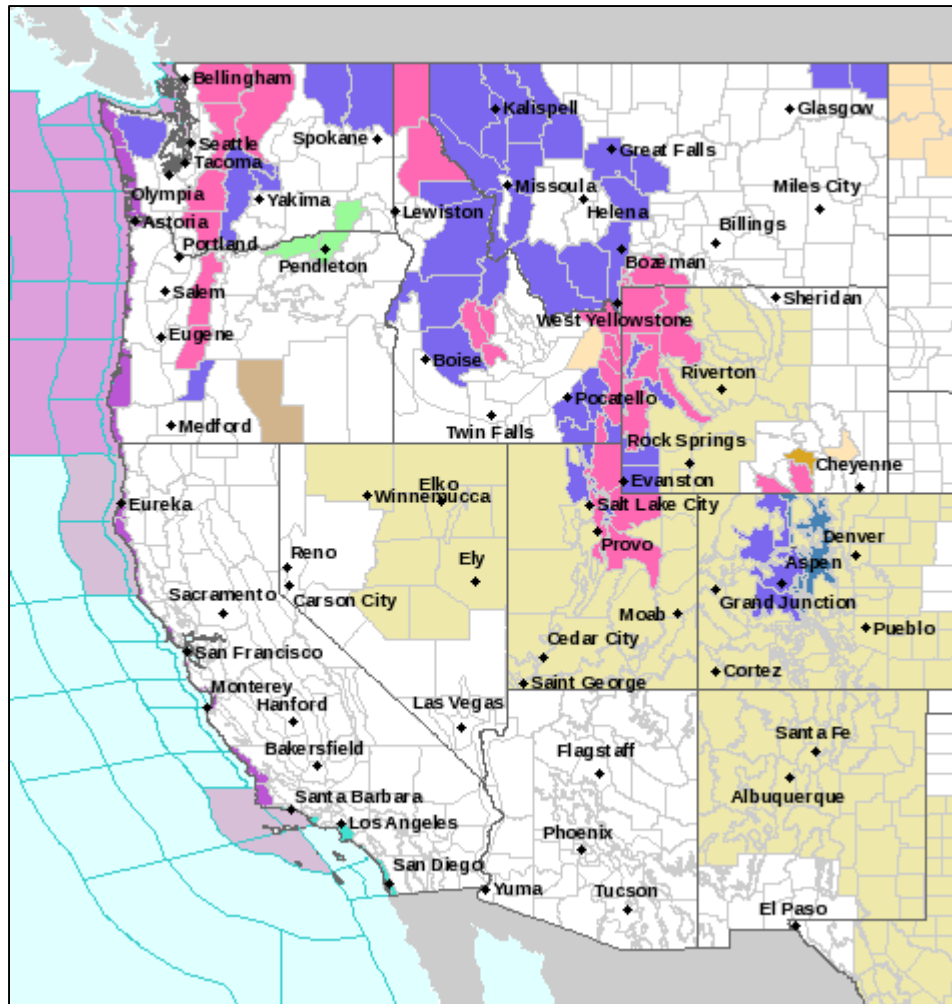 Bellingham
Kalispell
Glasgow
Seattle
Spokane
Great Falls
Tacoma
Missoula
Miles City
Olympia
Yakima
Helena
Lewiston
Astoria
Billings
Portland
Pendleton
Bozeman
Salem
Sheridan
West Yellowstone
Eugene
Boise
Riverton
Pocatello
Medford
Twin Falls
Rock Springs
Cheyenne
Elko
Evanston
Winnemucca
Eureka
Salt Lake City
Denver
Provo
Reno
Ely
Aspen
Sacramento
Carson City
Grand Junction
Moab
Pueblo
Cedar City
San Francisco
Cortez
Saint George
Monterey
Las Vegas
Hanford
Santa Fe
Bakersfield
Flagstaff
Albuquerque
Santa Barbara
Los Angeles
Phoenix
San Diego
Yuma
Tucson
El Paso